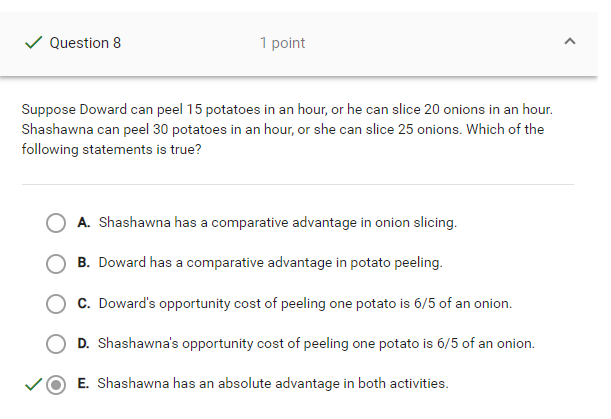 Question 8
1 point
Suppose Doward can peel 15 potatoes in an hour, or he can slice 20 onions in an hour.
Shashawna can peel 30 potatoes in an hour, or she can slice 25 onions. Which of the
following statements is true?
A. Shashawna has a comparative advantage in onion slicing.
B. Doward has a comparative advantage in potato peeling.
C. Doward's opportunity cost of peeling one potato is 6/5 of an onion.
D. Shashawna's opportunity cost of peeling one potato is 6/5 of an onion.
E. Shashawna has an absolute advantage in both activities.